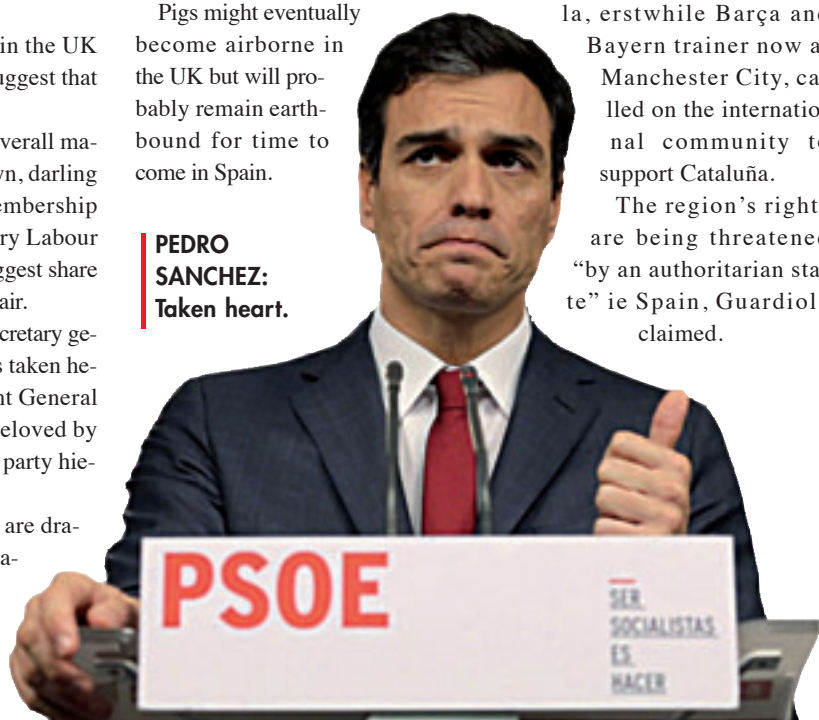 in the UK
uggest that
verall ma-
wn, darling
embership
ry Labour
ggest share
air.
cretary ge-
s taken he-
nt General
eloved by
party hie-
are dra-
a-
Pigs might eventually
become airborne in
the UK but will pro-
bably remain earth-
bound for time to
come in Spain.
PEDRO
SANCHEZ:
Taken heart.
la, erstwhile Barça and
Bayern trainer now a
Manchester City, ca
lled on the internatio
nal community to
support Cataluña.
The region's right
are being threatened
“by an authoritarian sta
te” ie Spain, Guardiol
claimed.
PSOE
SER
SOCIALISTAS
ES
HACER